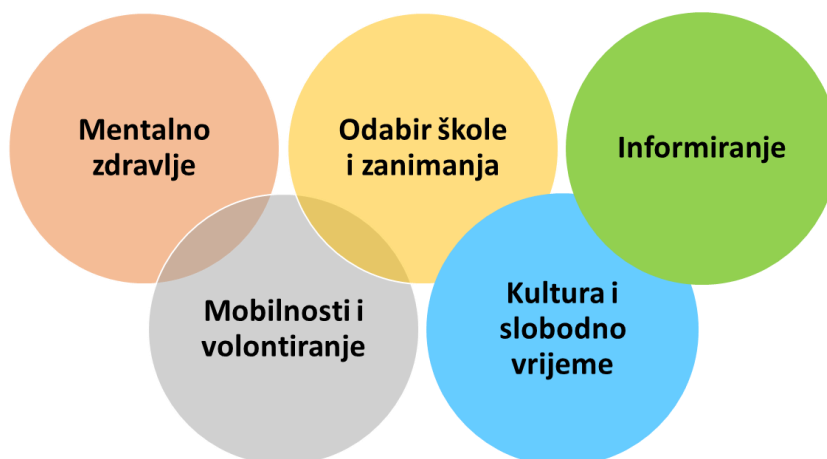 Mentalno
zdravlje
Odabir škole
i zanimanja
Informiranje
Mobilnosti i
volontiranje
Kultura i
slobodno
vrijeme